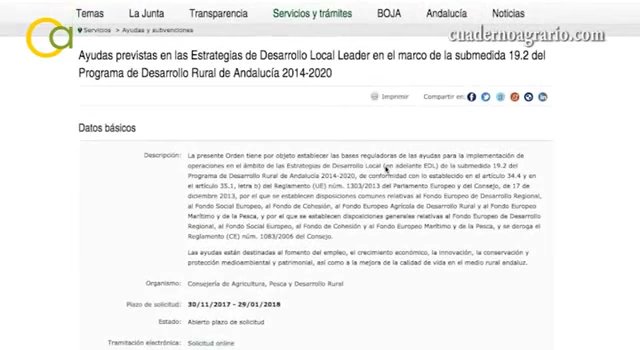 Temas La Junta Transparencia Servicios y trámites BOJA Andalucía Noticias
cuadernoagrario.com
Servicios > Ayudas y subvenciones
Ayudas previstas en las Estrategias de Desarrollo Local Leader en el marco de la submedida 19.2 del
Programa de Desarrollo Rural de Andalucía 2014-2020
Imprimir Compartir en:
Datos básicos
Descripción: La presente Orden tiene por objeto establecer las bases reguladoras de las ayudas para la implementación de
operaciones en el ámbito de las Estrategias de Desarrollo Local (en adelante EDL) de la submedida 19.2 del
Programa de Desarrollo Rural de Andalucía 2014-2020, de conformidad con lo establecido en el artículo 34.4 y en
el artículo 35.1, letra b) del Reglamento (UE) núm. 1303/2013 del Parlamento Europeo y del Consejo, de 17 de
diciembre 2013, por el que se establecen disposiciones comunes relativas al Fondo Europeo de Desarrollo Regional,
al Fondo Social Europeo, al Fondo de Cohesión, al Fondo Europeo Agrícola de Desarrollo Rural y al Fondo Europeo
Marítimo y de la Pesca, y por el que se establecen disposiciones generales relativas al Fondo Europeo de Desarrollo
Regional, al Fondo Social Europeo, al Fondo de Cohesión y al Fondo Europeo Marítimo y de la Pesca, y se deroga el
Reglamento (CE) núm. 1083/2006 del Consejo.
Las ayudas están destinadas al fomento del empleo, el crecimiento económico, la innovación, la conservación y
protección medioambiental y patrimonial, así como a la mejora de la calidad de vida en el medio rural andaluz.
Organismo: Consejería de Agricultura, Pesca y Desarrollo Rural
Plazo de solicitud: 30/11/2017 - 29/01/2018
Estado: Abierto plazo de solicitud
Tramitación electrónica: Solicitud online